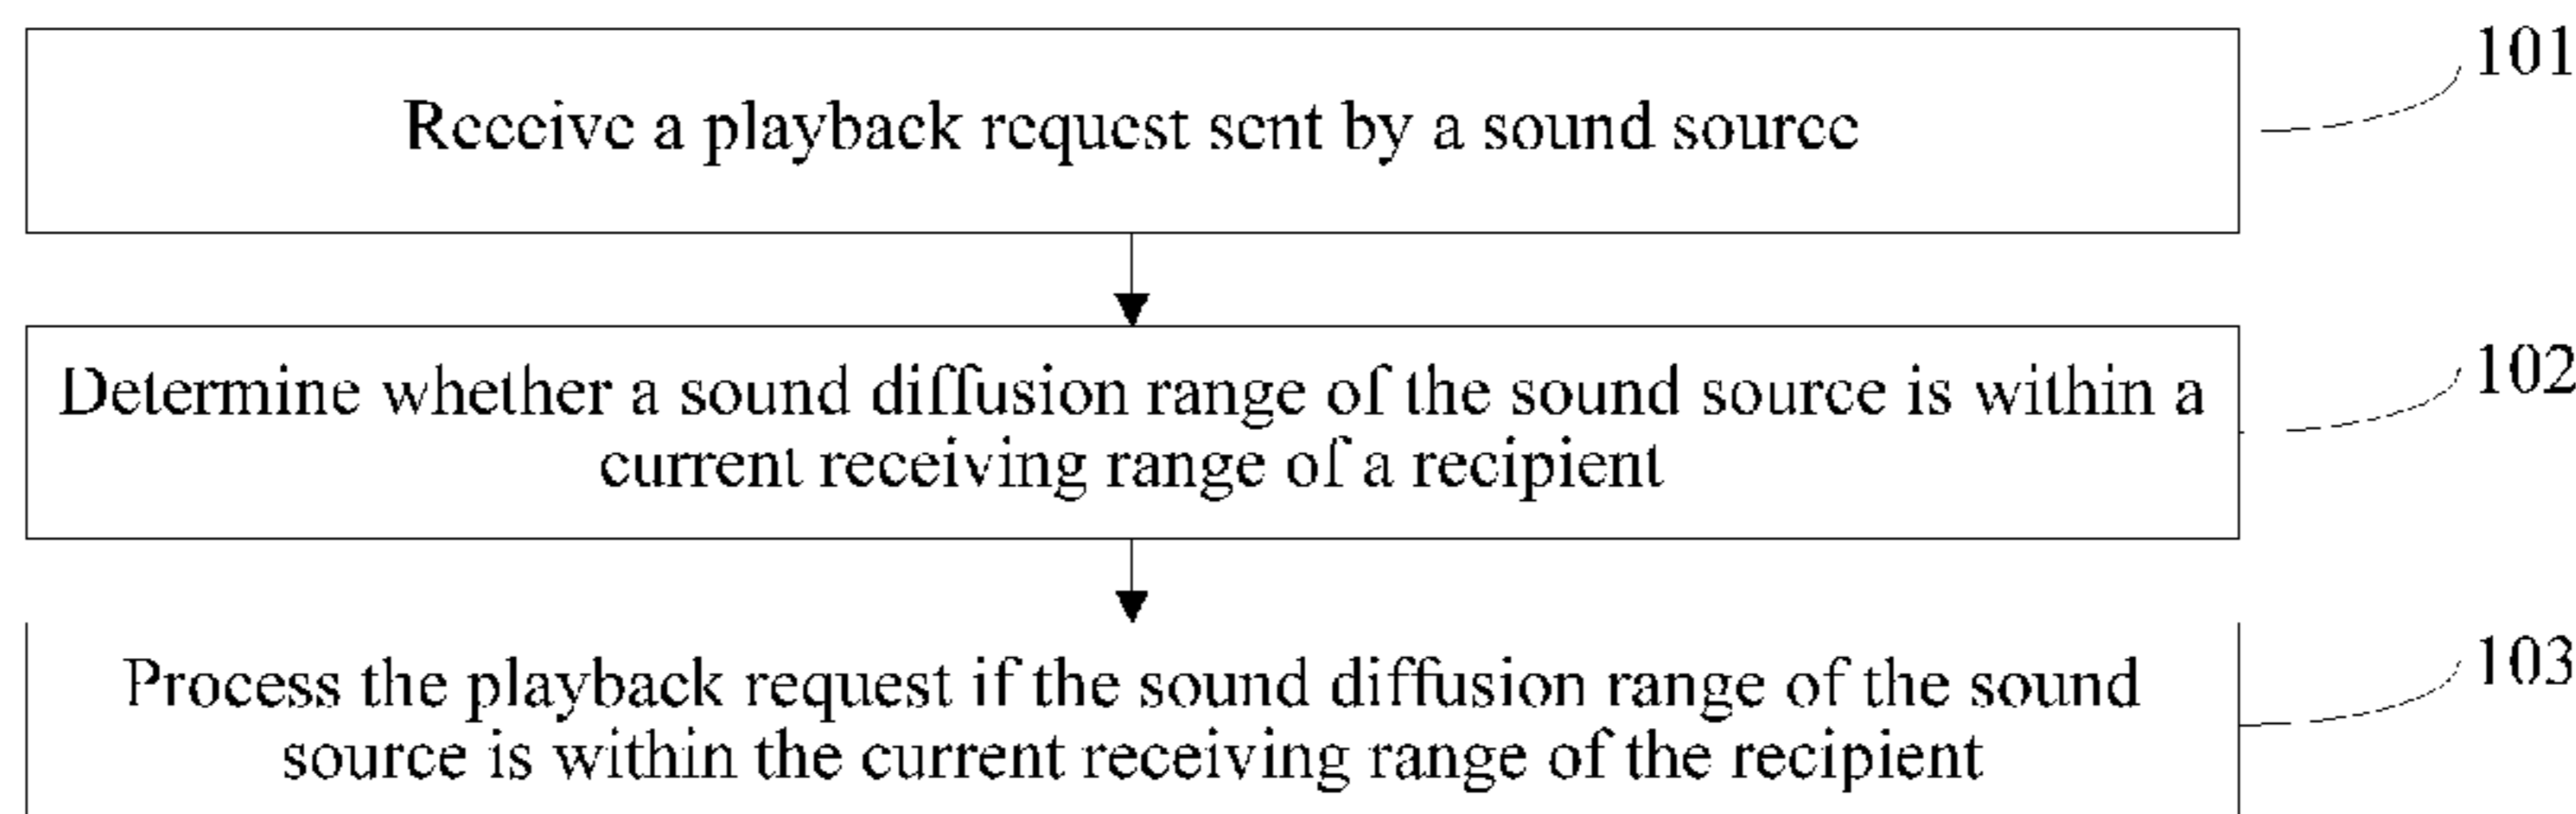 Receive a playback request sent by a sound source
101
Determine whether a sound diffusion range of the sound source is within a
current receiving range of a recipient
102
Process the playback request if the sound diffusion range of the sound
source is within the current receiving range of the recipient
103